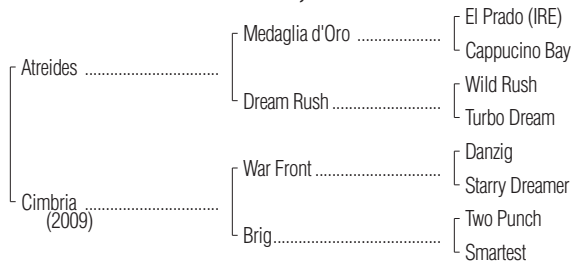 El Prado (IRE)
Medaglia d'Oro ....................
Cappucino Bay
Atreides .................................
Wild Rush
Dream Rush ...........................
Turbo Dream
Danzig
War Front ...............................
Starry Dreamer
Cimbria .................................
(2009)
Two Punch
Brig.........................................
Smartest